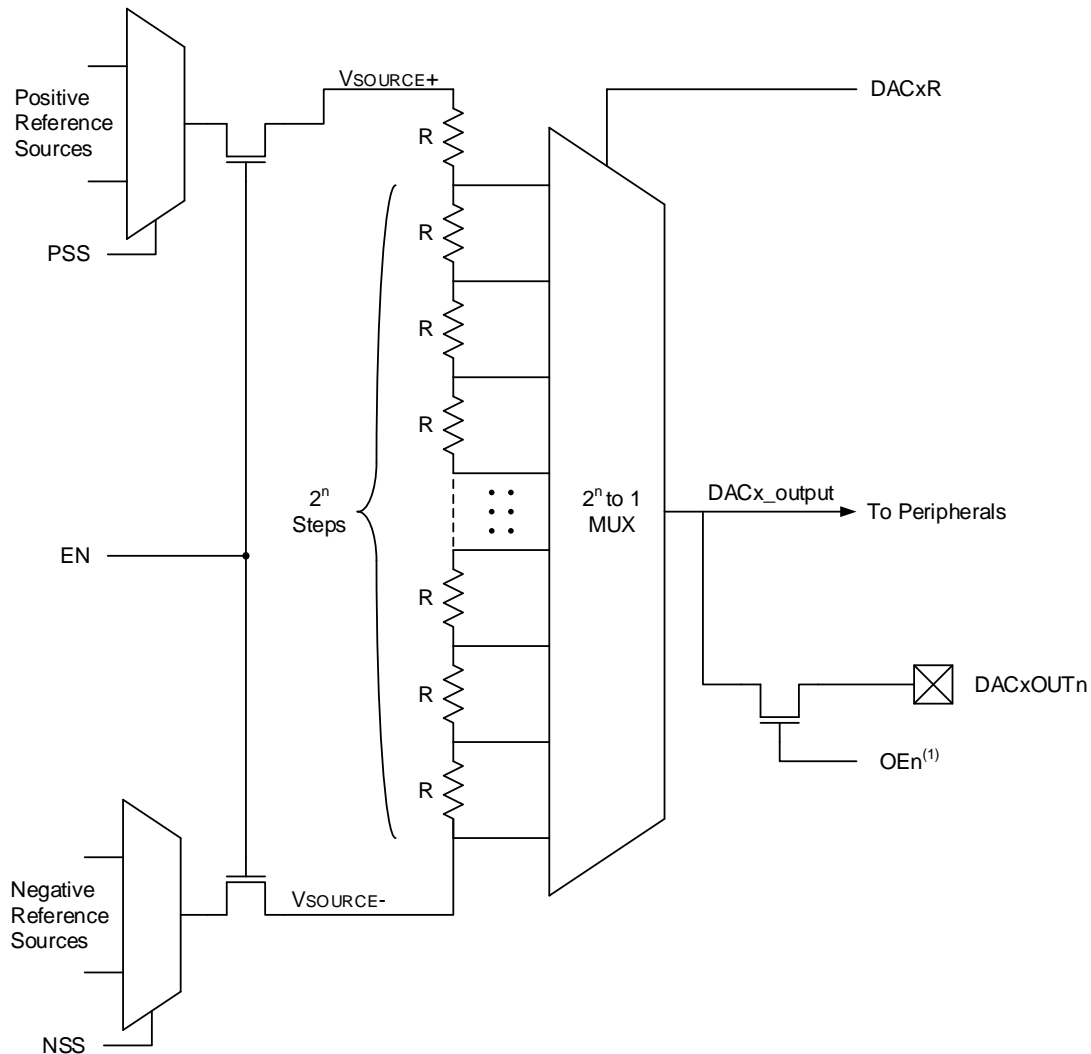 Positive
Reference
Sources
PSS
VSOURCE+
DACxR
R
R
R
R
2ⁿ
Steps
2ⁿ to 1
MUX
DACx_output
To Peripherals
EN
R
R
R
DACxOUTn
OEn⁽¹⁾
Negative
Reference
Sources
VSOURCE-
NSS